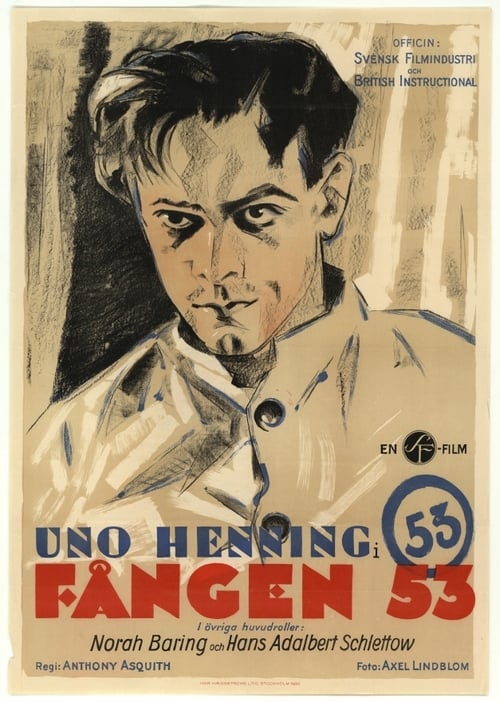 OFFICIN:
SVENSK FILMINDUSTRI
OCH
BRITISH INSTRUCTIONAL
EN SF-FILM
53
UNO HENNING i
FÅNGEN 53
I övriga huvudroller:
Norah Baring och Hans Adalbert Schlettow
Regi: ANTHONY ASQUITH
Foto: AXEL LINDBLOM